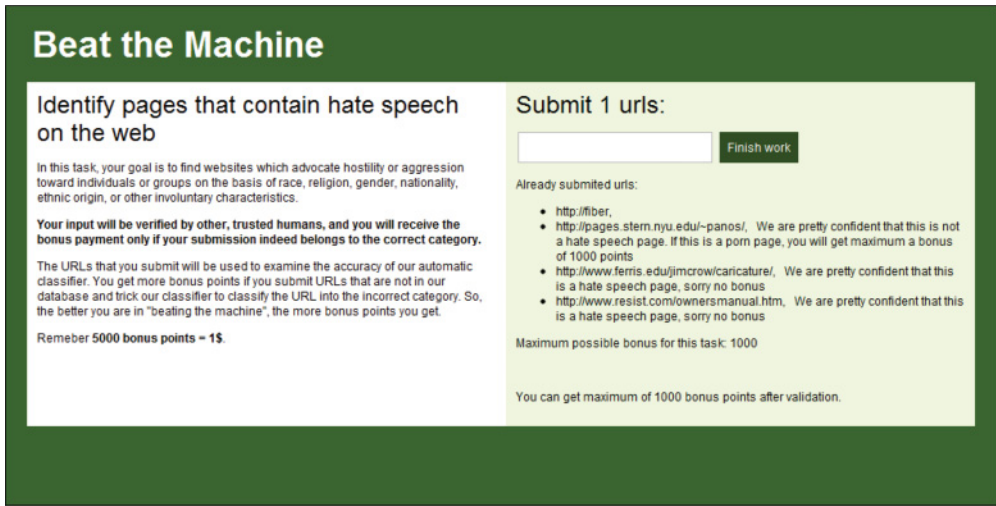 Beat the Machine
Identify pages that contain hate speech
on the web
In this task, your goal is to find websites which advocate hostility or aggression
toward individuals or groups on the basis of race, religion, gender, nationality,
ethnic origin, or other involuntary characteristics.
Your input will be verified by other, trusted humans, and you will receive the
bonus payment only if your submission indeed belongs to the correct category.
The URLs that you submit will be used to examine the accuracy of our automatic
classifier. You get more bonus points if you submit URLs that are not in our
database and trick our classifier to classify the URL into the incorrect category. So,
the better you are in "beating the machine", the more bonus points you get.
Remeber 5000 bonus points = 1$.
Submit 1 urls:
Finish work
Already submited urls:
• http://fiber,
• http://pages.stern.nyu.edu/~panos/, We are pretty confident that this is not
a hate speech page. If this is a porn page, you will get maximum a bonus
of 1000 points
• http://www.ferris.edu/jimcrow/caricature/, We are pretty confident that this
is a hate speech page, sorry no bonus
• http://www.resist.com/ownersmanual.htm, We are pretty confident that this
is a hate speech page, sorry no bonus
Maximum possible bonus for this task: 1000
You can get maximum of 1000 bonus points after validation.